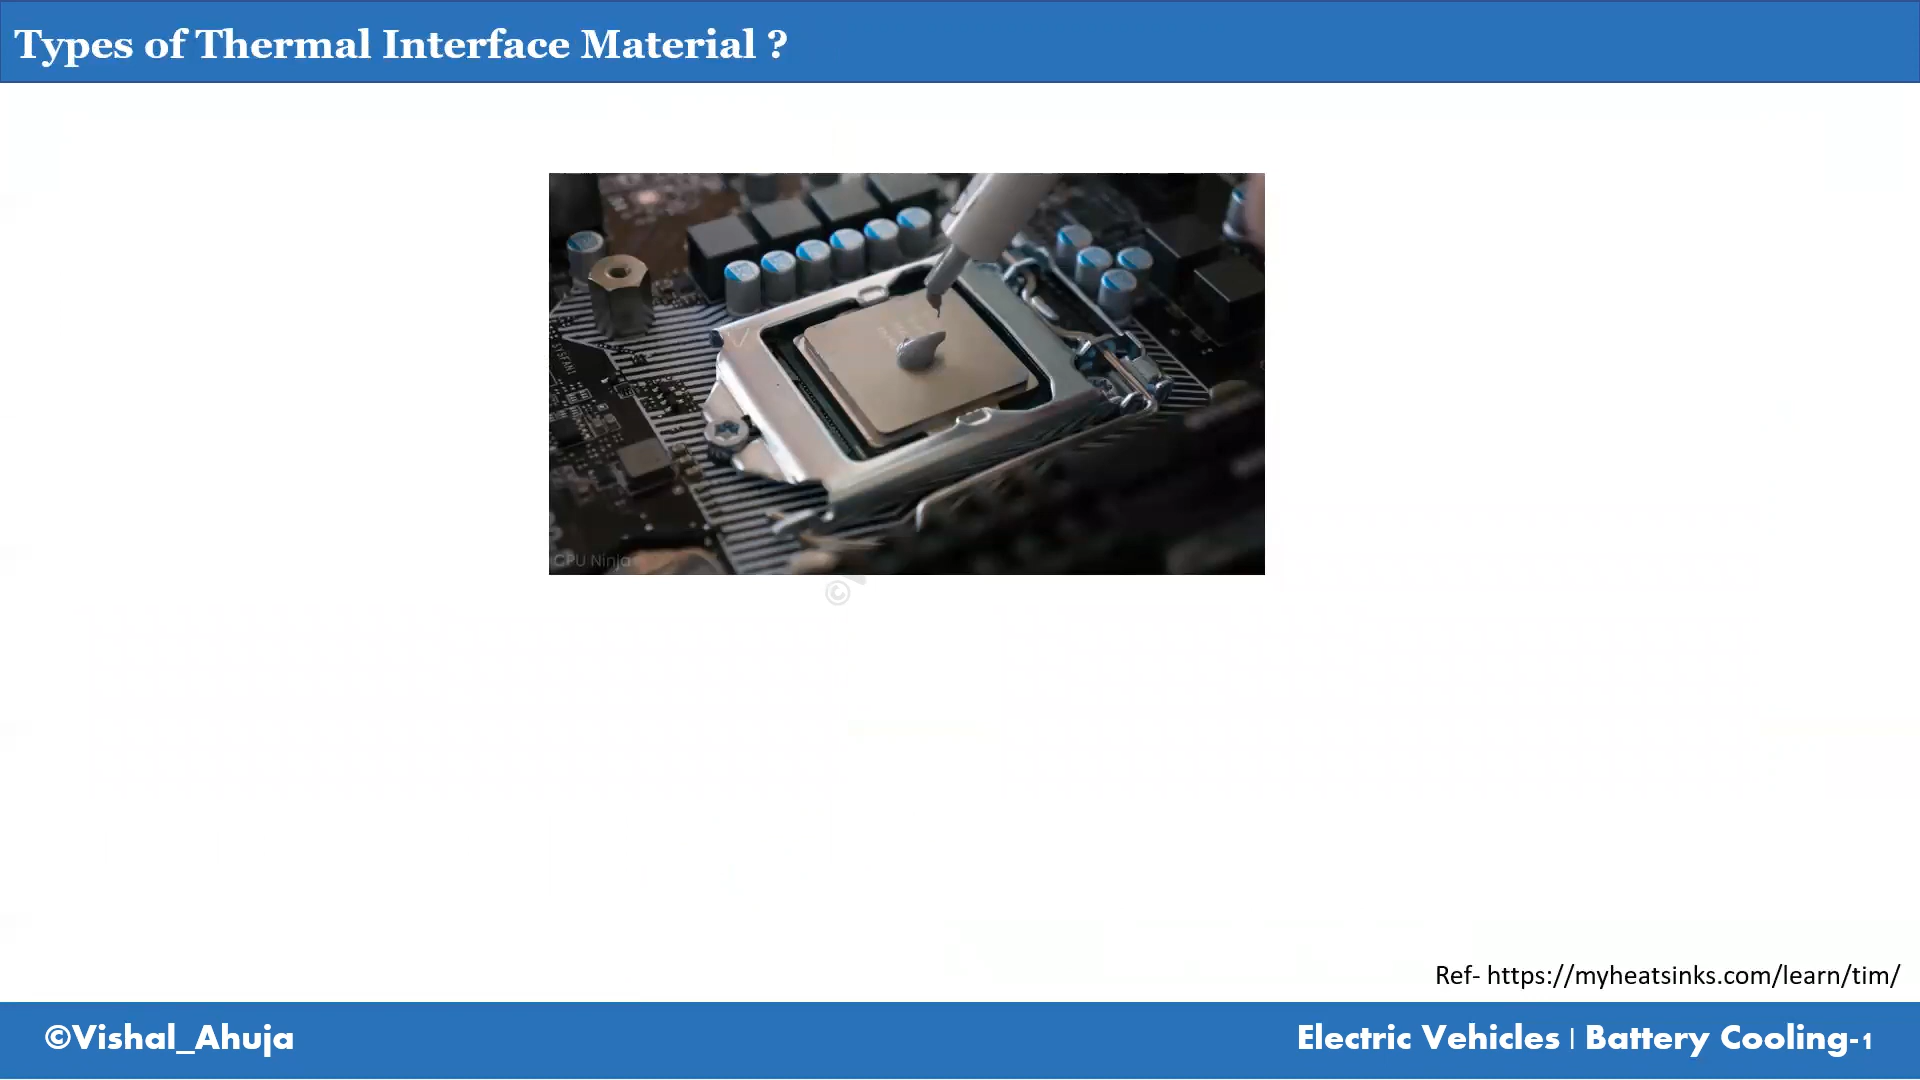 Types of Thermal Interface Material ?
SYSFAN1
CPU Ninja
©
Ref- https://myheatsinks.com/learn/tim/
©Vishal_Ahuja
Electric Vehicles | Battery Cooling-1